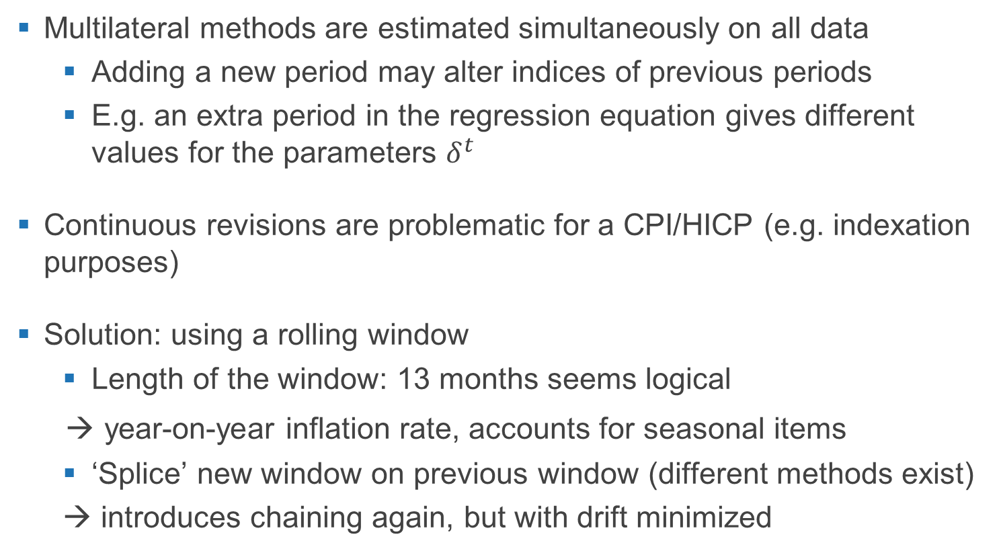 ▪ Multilateral methods are estimated simultaneously on all data
▪ Adding a new period may alter indices of previous periods
▪ E.g. an extra period in the regression equation gives different
values for the parameters δᵗ
▪ Continuous revisions are problematic for a CPI/HICP (e.g. indexation
purposes)
▪ Solution: using a rolling window
▪ Length of the window: 13 months seems logical
→ year-on-year inflation rate, accounts for seasonal items
▪ ‘Splice’ new window on previous window (different methods exist)
→ introduces chaining again, but with drift minimized